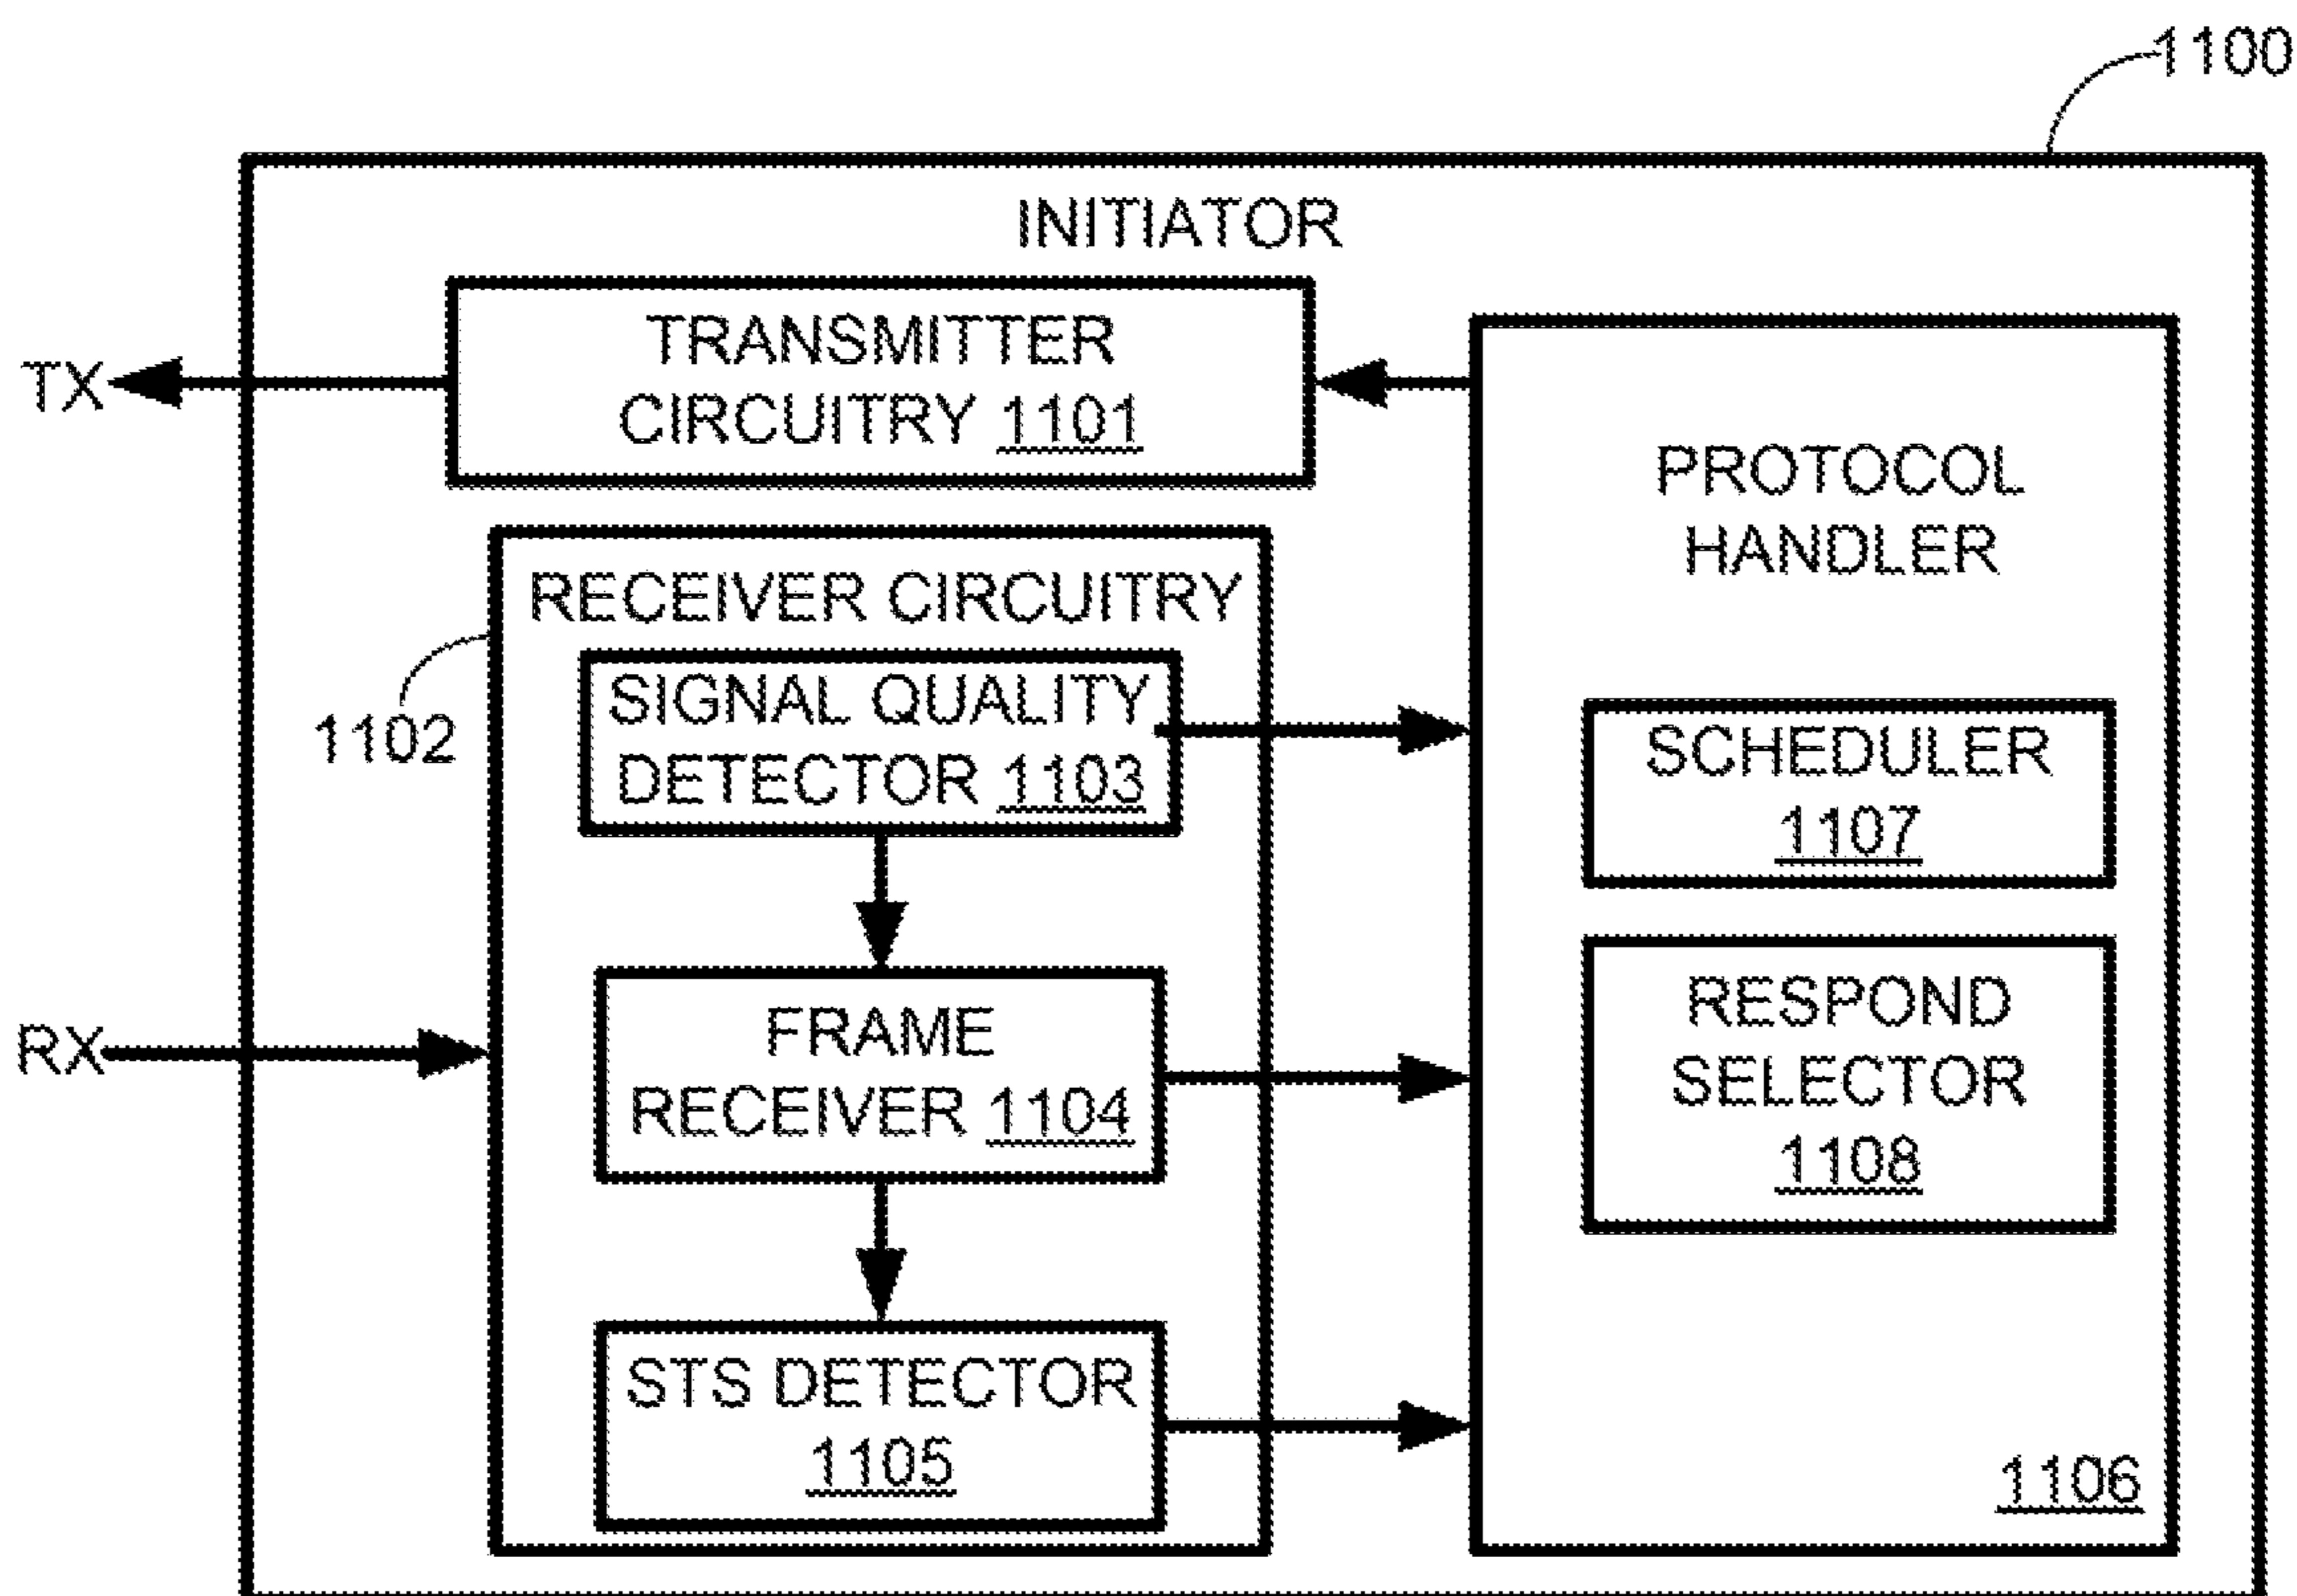 1100
INITIATOR
TRANSMITTER
CIRCUITRY 1101
TX
PROTOCOL
HANDLER
RECEIVER CIRCUITRY
1102
SIGNAL QUALITY
DETECTOR 1103
SCHEDULER
1107
RX
FRAME
RECEIVER 1104
RESPOND
SELECTOR
1108
STS DETECTOR
1105
1106